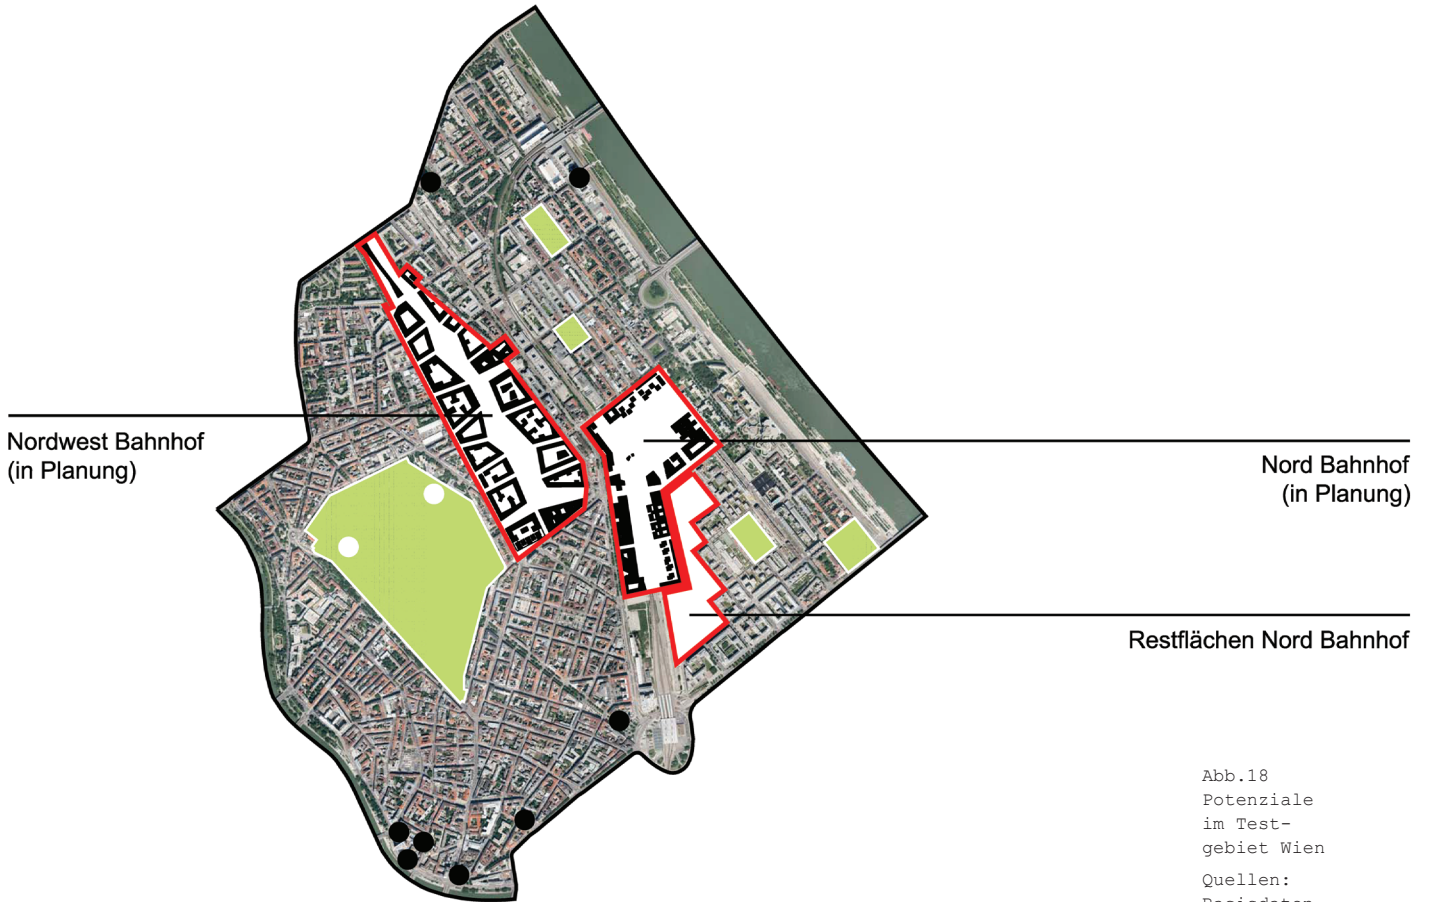 Nordwest Bahnhof
(in Planung)
Nord Bahnhof
(in Planung)
Restflächen Nord Bahnhof
Abb.18
Potenziale
im Test-
gebiet Wien
Quellen:
Basisdaten